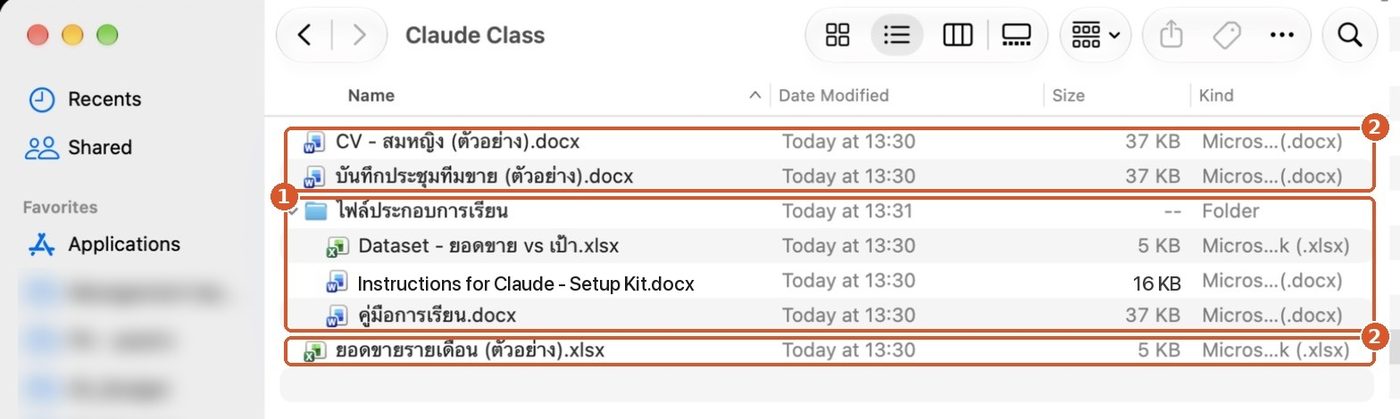 Claude Class
Recents
Shared
Favorites
Applications
Name Date Modified Size Kind
2
CV - สมหญิง (ตัวอย่าง).docx Today at 13:30 37 KB Micros...(.docx)
บันทึกประชุมทีมขาย (ตัวอย่าง).docx Today at 13:30 37 KB Micros...(.docx)
1
ไฟล์ประกอบการเรียน Today at 13:31 -- Folder
Dataset - ยอดขาย vs เป้า.xlsx Today at 13:30 5 KB Micros...k (.xlsx)
Instructions for Claude - Setup Kit.docx Today at 13:30 16 KB Micros...(.docx)
คู่มือการเรียน.docx Today at 13:30 37 KB Micros...(.docx)
2
ยอดขายรายเดือน (ตัวอย่าง).xlsx Today at 13:30 5 KB Micros...k (.xlsx)